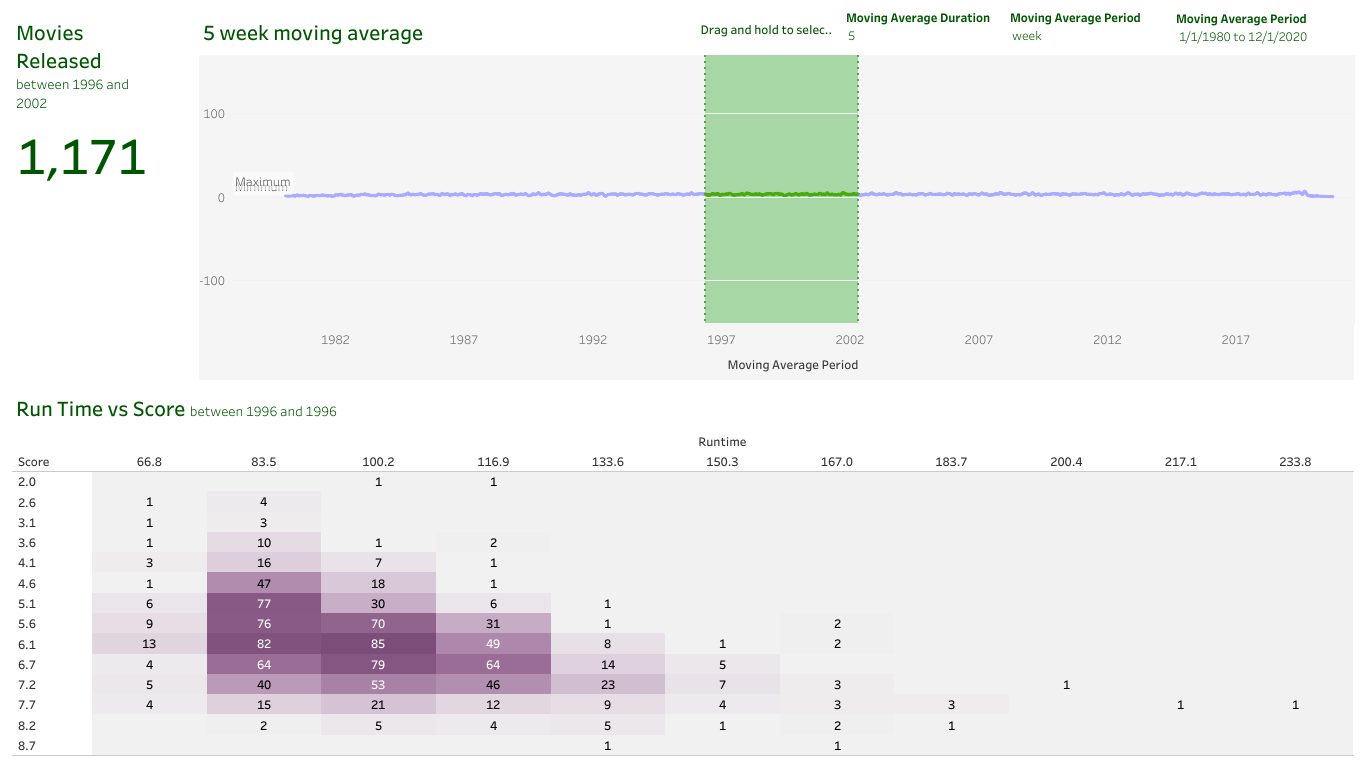 Movies
Released
between 1996 and
2002
1,171
5 week moving average
Drag and hold to selec..
Moving Average Duration
5
Moving Average Period
week
Moving Average Period
1/1/1980 to 12/1/2020
100
Maximum
0
-100
1982 1987 1992 1997 2002 2007 2012 2017
Moving Average Period
Run Time vs Score between 1996 and 1996
Runtime
Score 66.8 83.5 100.2 116.9 133.6 150.3 167.0 183.7 200.4 217.1 233.8
2.0 1 1
2.6 1 4
3.1 1 3
3.6 1 10 1 2
4.1 3 16 7 1
4.6 1 47 18 1
5.1 6 77 30 6 1
5.6 9 76 70 31 1 2
6.1 13 82 85 49 8 1 2
6.7 4 64 79 64 14 5
7.2 5 40 53 46 23 7 3 1
7.7 4 15 21 12 9 4 3 3 1 1
8.2 2 5 4 5 1 2 1
8.7 1 1